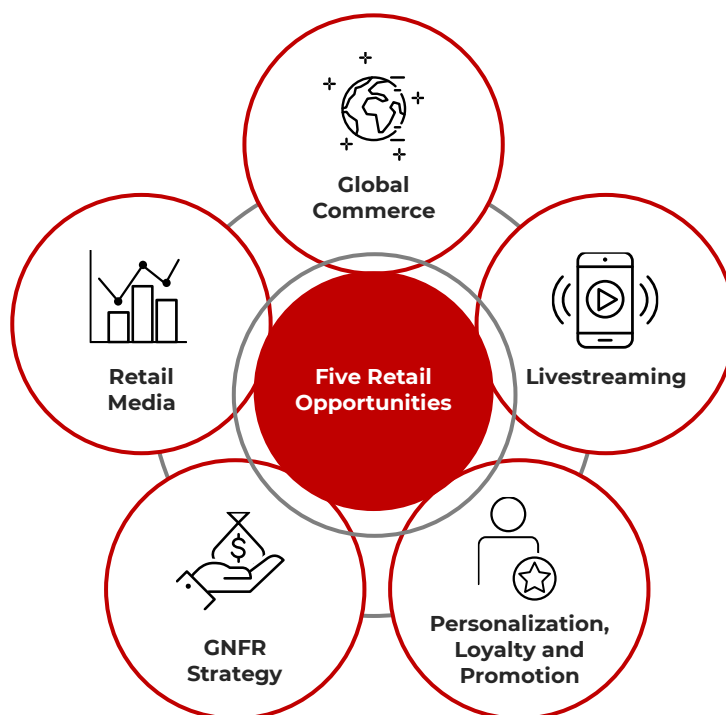 Global
Commerce
Livestreaming
Personalization,
Loyalty and
Promotion
$
GNFR
Strategy
Retail
Media
Five Retail
Opportunities